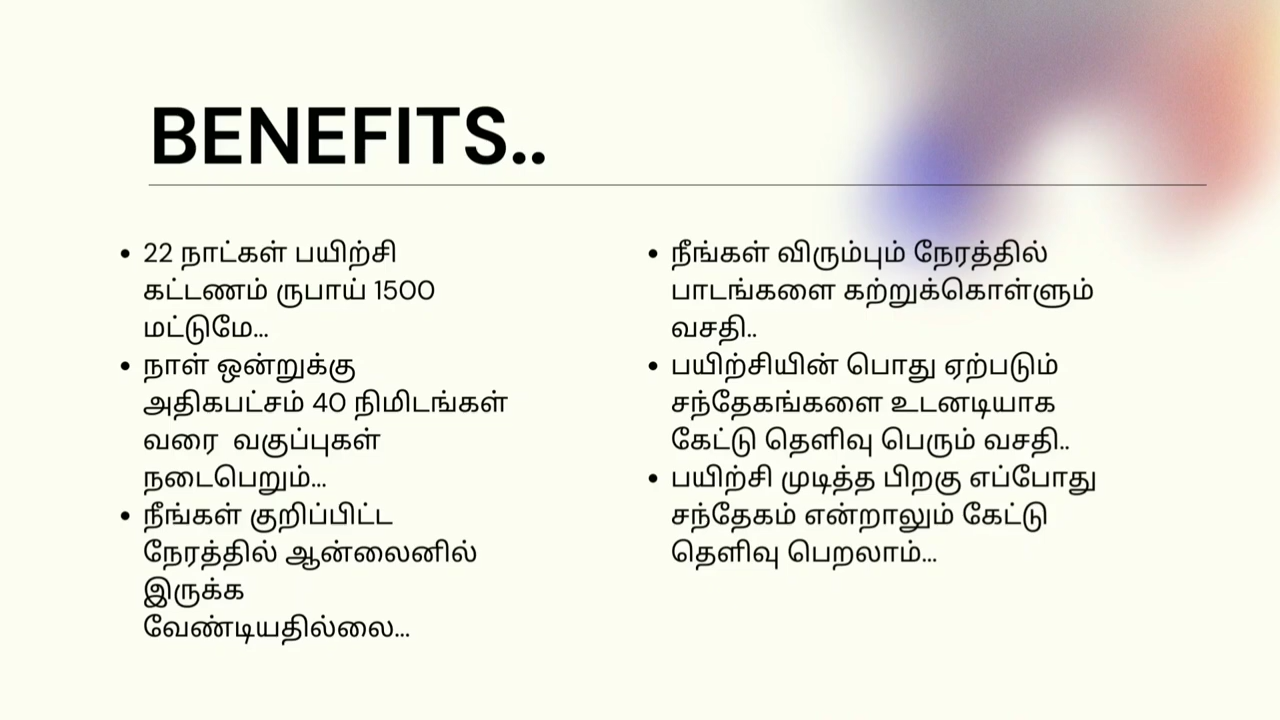 BENEFITS..
• 22 நாட்கள் பயிற்சி
கட்டணம் ருபாய் 1500
மட்டுமே...
• நாள் ஒன்றுக்கு
அதிகபட்சம் 40 நிமிடங்கள்
வரை வகுப்புகள்
நடைபெறும்...
• நீங்கள் குறிப்பிட்ட
நேரத்தில் ஆன்லைனில்
இருக்க
வேண்டியதில்லை...
• நீங்கள் விரும்பும் நேரத்தில்
பாடங்களை கற்றுக்கொள்ளும்
வசதி..
• பயிற்சியின் பொது ஏற்படும்
சந்தேகங்களை உடனடியாக
கேட்டு தெளிவு பெரும் வசதி..
• பயிற்சி முடித்த பிறகு எப்போது
சந்தேகம் என்றாலும் கேட்டு
தெளிவு பெறலாம்...